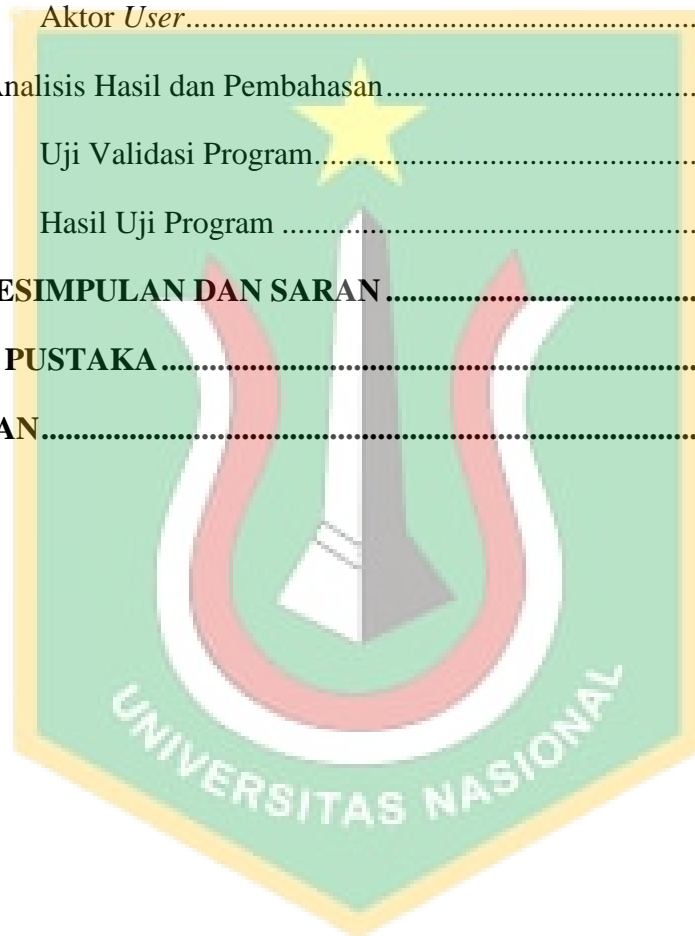 Aktor User
Analisis Hasil dan Pembahasan
Uji Validasi Program
Hasil Uji Program
ESIMPULAN DAN SARAN
PUSTAKA
AN
UNIVERSITAS NASIONAL